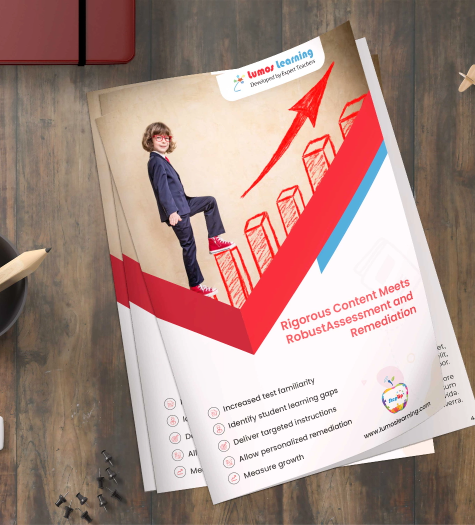 Lumos Learning
Developed by Expert Teachers
Rigorous Content Meets
RobustAssessment and
Remediation
Increased test familiarity
Identify student learning gaps
Deliver targeted instructions
Allow personalized remediation
Measure growth
www.lumoslearning.com